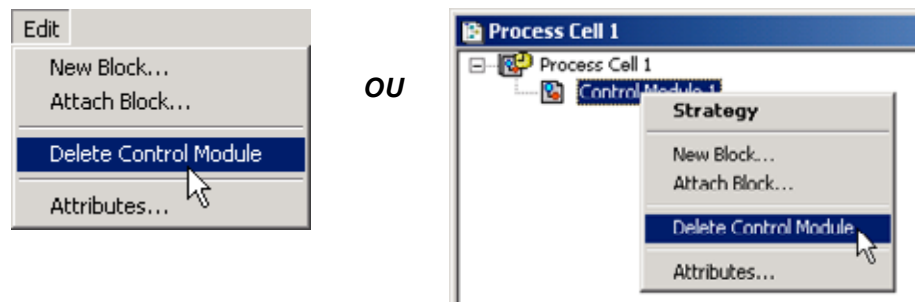 Edit
New Block...
Attach Block...
Delete Control Module
Attributes...
OU
Process Cell 1
Process Cell 1
Control Module 1
Strategy
New Block...
Attach Block...
Delete Control Module
Attributes...